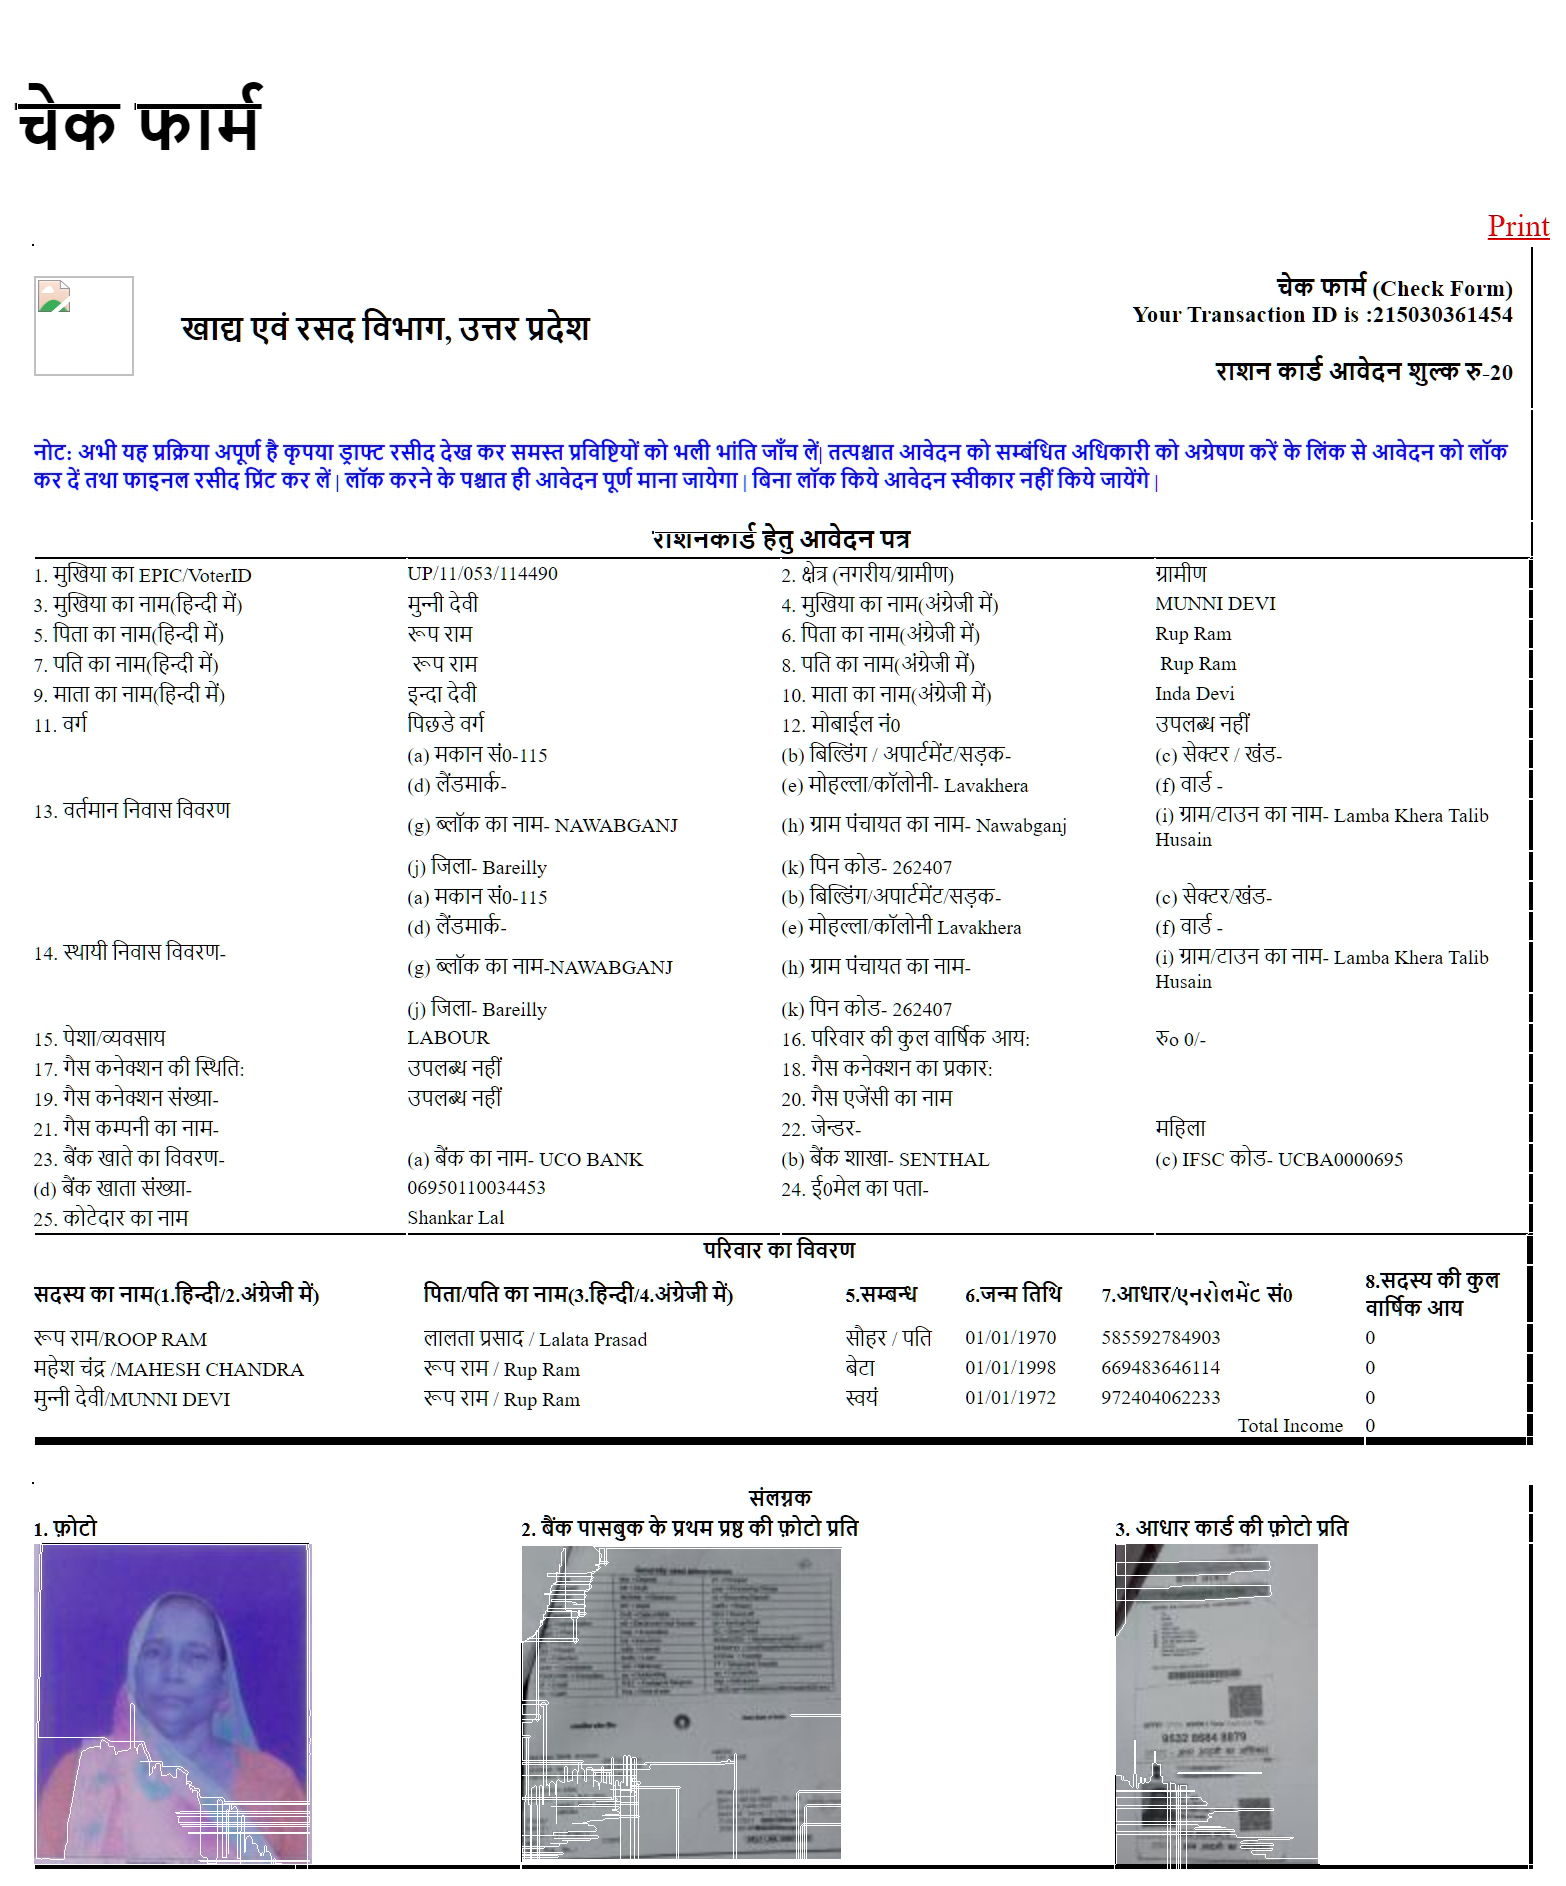 चेक फार्म
Print
चेक फार्म (Check Form)
Your Transaction ID is :215030361454
खाद्य एवं रसद विभाग, उत्तर प्रदेश
राशन कार्ड आवेदन शुल्क रु-20
नोट: अभी यह प्रक्रिया अपूर्ण है कृपया ड्राफ्ट रसीद देख कर समस्त प्रविष्टियों को भली भांति जाँच लें| तत्पश्चात आवेदन को सम्बंधित अधिकारी को अग्रेषण करें के लिंक से आवेदन को लॉक
कर दें तथा फाइनल रसीद प्रिंट कर लें | लॉक करने के पश्चात ही आवेदन पूर्ण माना जायेगा | बिना लॉक किये आवेदन स्वीकार नहीं किये जायेंगे |
राशनकार्ड हेतु आवेदन पत्र
1. मुखिया का EPIC/VoterID UP/11/053/114490 2. क्षेत्र (नगरीय/ग्रामीण) ग्रामीण
3. मुखिया का नाम(हिन्दी में) मुन्नी देवी 4. मुखिया का नाम(अंग्रेजी में) MUNNI DEVI
5. पिता का नाम(हिन्दी में) रूप राम 6. पिता का नाम(अंग्रेजी में) Rup Ram
7. पति का नाम(हिन्दी में) रूप राम 8. पति का नाम(अंग्रेजी में) Rup Ram
9. माता का नाम(हिन्दी में) इन्दा देवी 10. माता का नाम(अंग्रेजी में) Inda Devi
11. वर्ग पिछडे वर्ग 12. मोबाईल नं0 उपलब्ध नहीं
(a) मकान सं0-115 (b) बिल्डिंग / अपार्टमेंट/सड़क- (c) सेक्टर / खंड-
(d) लैंडमार्क- (e) मोहल्ला/कॉलोनी- Lavakhera (f) वार्ड -
13. वर्तमान निवास विवरण
(g) ब्लॉक का नाम- NAWABGANJ (h) ग्राम पंचायत का नाम- Nawabganj (i) ग्राम/टाउन का नाम- Lamba Khera Talib
Husain
(j) जिला- Bareilly (k) पिन कोड- 262407
(a) मकान सं0-115 (b) बिल्डिंग/अपार्टमेंट/सड़क- (c) सेक्टर/खंड-
(d) लैंडमार्क- (e) मोहल्ला/कॉलोनी Lavakhera (f) वार्ड -
14. स्थायी निवास विवरण-
(g) ब्लॉक का नाम-NAWABGANJ (h) ग्राम पंचायत का नाम- (i) ग्राम/टाउन का नाम- Lamba Khera Talib
Husain
(j) जिला- Bareilly (k) पिन कोड- 262407
15. पेशा/व्यवसाय LABOUR 16. परिवार की कुल वार्षिक आय: रु० 0/-
17. गैस कनेक्शन की स्थिति: उपलब्ध नहीं 18. गैस कनेक्शन का प्रकार:
19. गैस कनेक्शन संख्या- उपलब्ध नहीं 20. गैस एजेंसी का नाम
21. गैस कम्पनी का नाम- 22. जेन्डर- महिला
23. बैंक खाते का विवरण- (a) बैंक का नाम- UCO BANK (b) बैंक शाखा- SENTHAL (c) IFSC कोड- UCBA0000695
(d) बैंक खाता संख्या- 06950110034453 24. ई0मेल का पता-
25. कोटेदार का नाम Shankar Lal
परिवार का विवरण
सदस्य का नाम(1.हिन्दी/2.अंग्रेजी में) पिता/पति का नाम(3.हिन्दी/4.अंग्रेजी में) 5.सम्बन्ध 6.जन्म तिथि 7.आधार/एनरोलमेंट सं0 8.सदस्य की कुल
वार्षिक आय
रूप राम/ROOP RAM लालता प्रसाद / Lalata Prasad सौहर / पति 01/01/1970 585592784903 0
महेश चंद्र /MAHESH CHANDRA रूप राम / Rup Ram बेटा 01/01/1998 669483646114 0
मुन्नी देवी/MUNNI DEVI रूप राम / Rup Ram स्वयं 01/01/1972 972404062233 0
Total Income 0
संलग्नक
1. फ़ोटो 2. बैंक पासबुक के प्रथम प्रष्ठ की फ़ोटो प्रति 3. आधार कार्ड की फ़ोटो प्रति